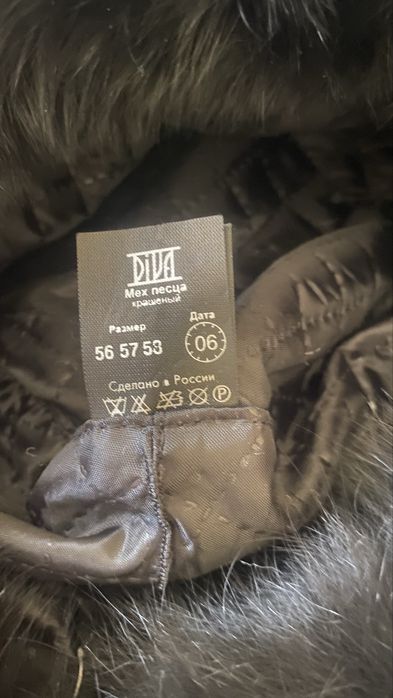 DIVA
Мех песца
крашеный
Размер
56 57 58
Дата
06
Сделано в России
P